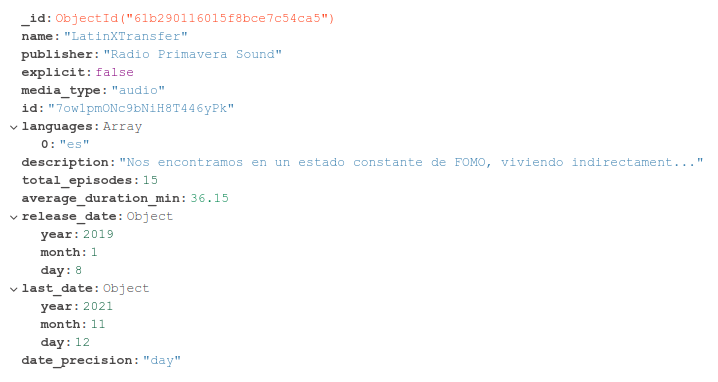 _id: ObjectId("61b290116015f8bce7c54ca5")
name: "LatinXTransfer"
publisher: "Radio Primavera Sound"
explicit: false
media_type: "audio"
id: "7owlpmONc9bNiH8T446yPk"
languages: Array
0: "es"
description: "Nos encontramos en un estado constante de FOMO, viviendo indirectament..."
total_episodes: 15
average_duration_min: 36.15
release_date: Object
year: 2019
month: 1
day: 8
last_date: Object
year: 2021
month: 11
day: 12
date_precision: "day"